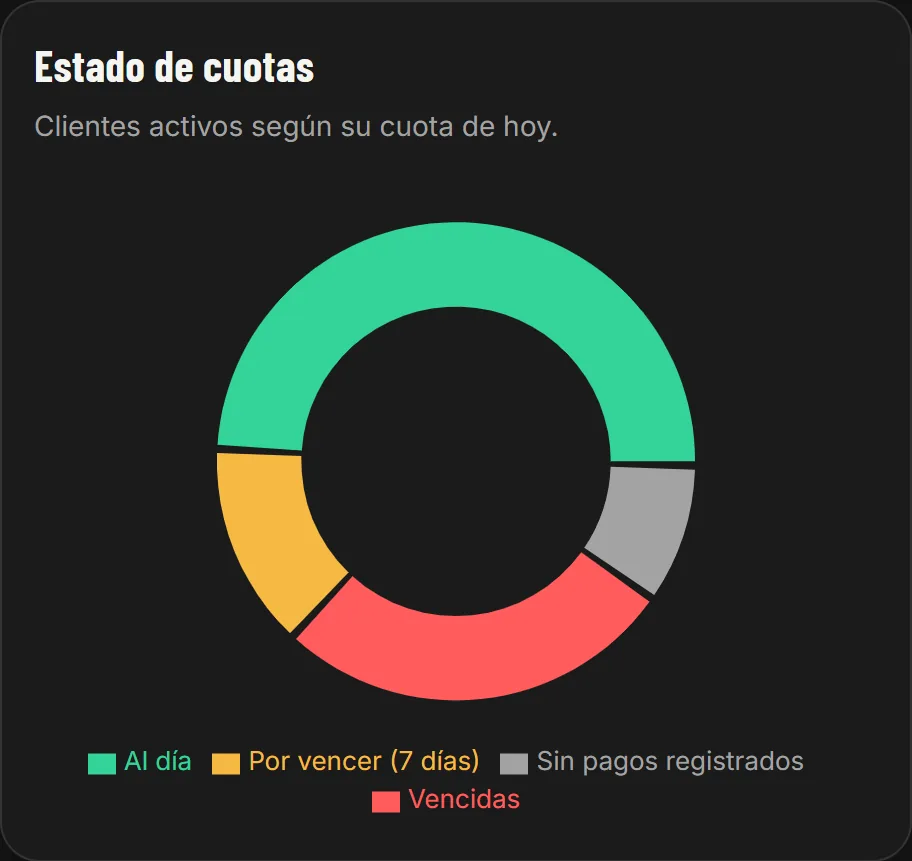 Estado de cuotas
Clientes activos según su cuota de hoy.
Al día Por vencer (7 días) Sin pagos registrados
Vencidas